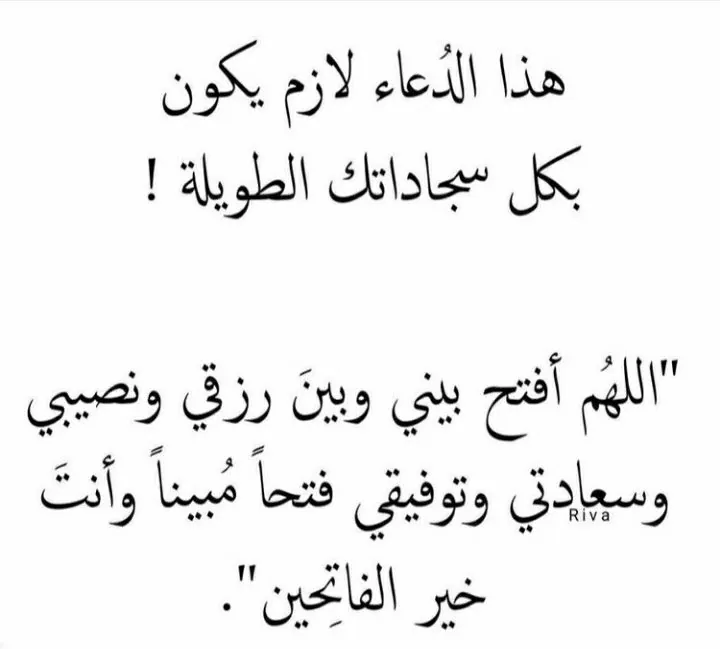 هذا الدُعاء لازم يكون
بكل سجاداتك الطويلة !
"اللهُم أفتح بيني وبينَ رزقي ونصيبي
وسعادتي وتوفيقي فتحاً مُبيناً وأنتَ
Riva
خير الفاتِحين".